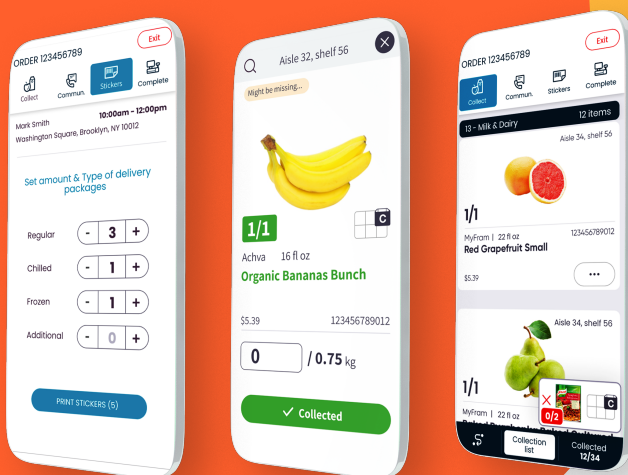 ORDER 123456789
Exit
Collect
Commun.
Stickers
Complete
Mark Smith
10:00am - 12:00pm
Washington Square, Brooklyn, NY 10012
Set amount & Type of delivery
packages
Regular
- 3 +
Chilled
- 1 +
Frozen
- 1 +
Additional
- 0 +
PRINT STICKERS (5)
Aisle 32, shelf 56
Might be missing...
1/1
C
Achva 16 fl oz
Organic Bananas Bunch
$5.39
123456789012
0 / 0.75 kg
Collected
ORDER 123456789
Exit
Collect
Commun.
Stickers
Complete
13 - Milk & Dairy
12 items
Aisle 34, shelf 56
1/1
MyFram | 22 fl oz
123456789012
Red Grapefruit Small
$5.39
...
Aisle 34, shelf 56
1/1
MyFram | 22 fl oz
0/2
C
Collection
list
Collected
12/34